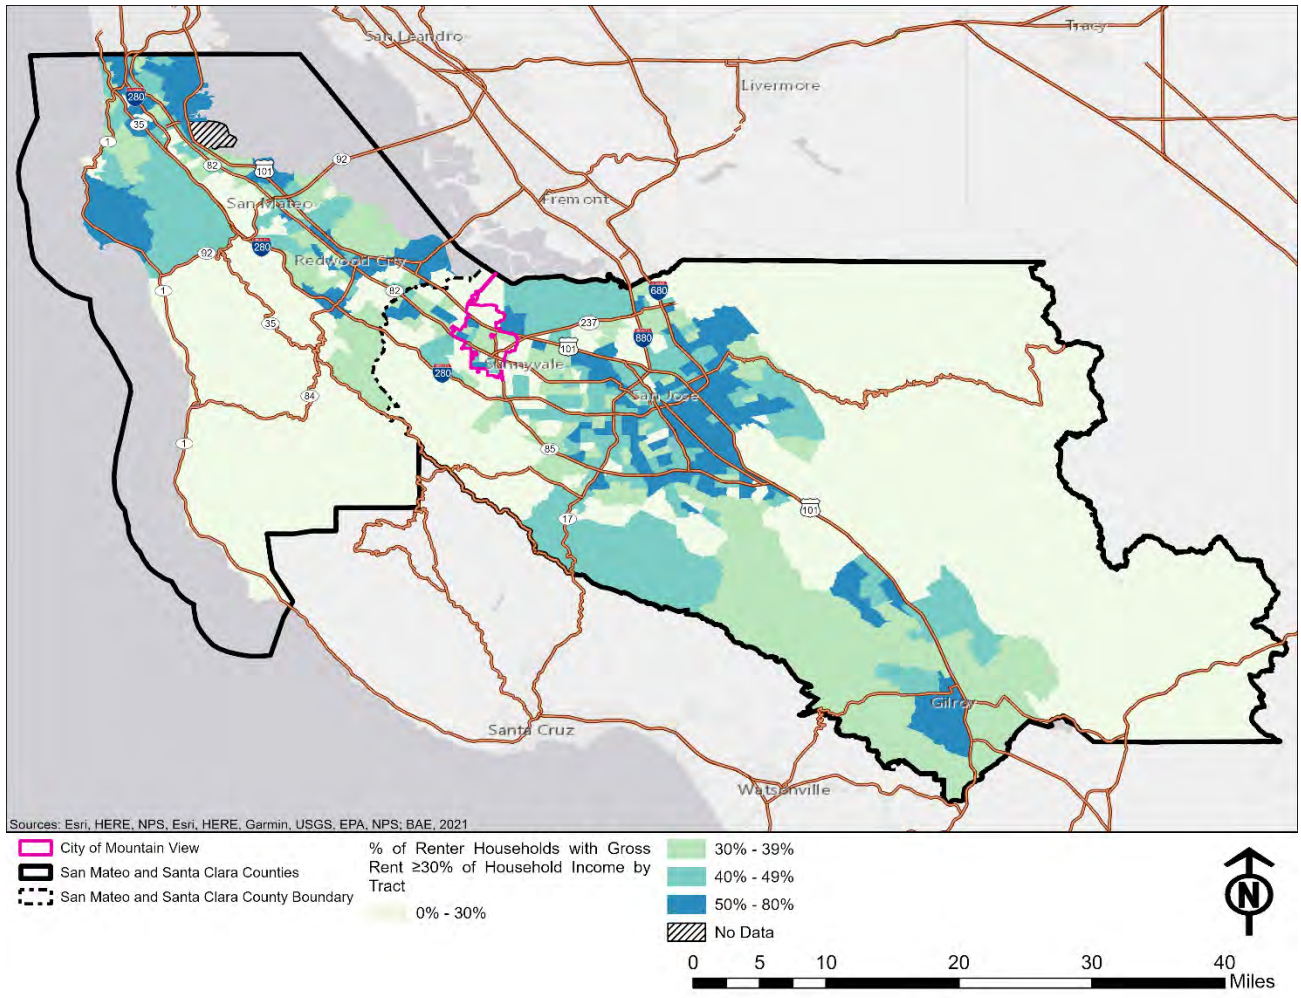 San Leandro
Tracy
Livermore
280
35
1
82
101
92
San Mateo
Fremont
92
280
Redwood City
1
82
680
35
237
880
101
280
Sunnyvale
84
San Jose
1
85
101
17
Gilroy
Santa Cruz
Watsonville
Sources: Esri, HERE, NPS, Esri, HERE, Garmin, USGS, EPA, NPS; BAE, 2021
City of Mountain View
San Mateo and Santa Clara Counties
San Mateo and Santa Clara County Boundary
% of Renter Households with Gross
Rent ≥30% of Household Income by
Tract
0% - 30%
30% - 39%
40% - 49%
50% - 80%
No Data
N
0 5 10 20 30 40
Miles